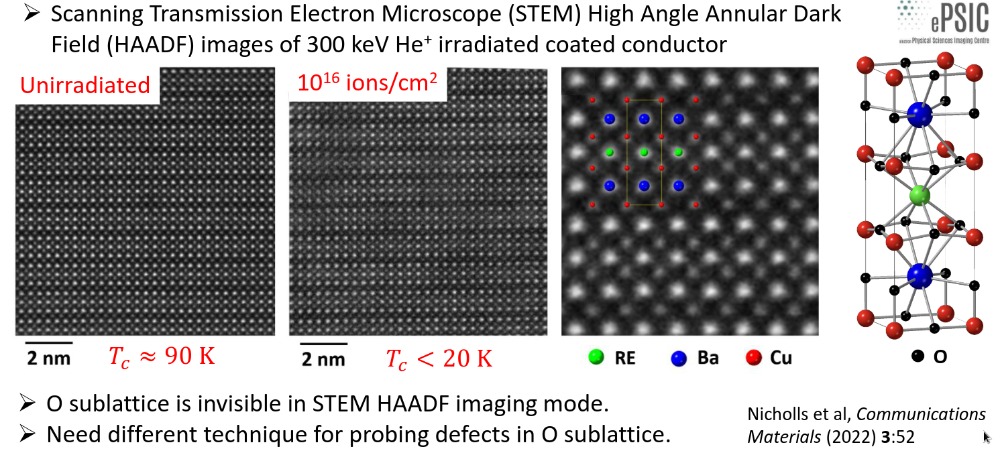 ➢ Scanning Transmission Electron Microscope (STEM) High Angle Annular Dark
Field (HAADF) images of 300 keV He⁺ irradiated coated conductor
ePSIC
electron Physical Sciences Imaging Centre
Unirradiated
10¹⁶ ions/cm²
2 nm
T_c ≈ 90 K
2 nm
T_c < 20 K
RE
Ba
Cu
O
➢ O sublattice is invisible in STEM HAADF imaging mode.
➢ Need different technique for probing defects in O sublattice.
Nicholls et al, Communications
Materials (2022) 3:52